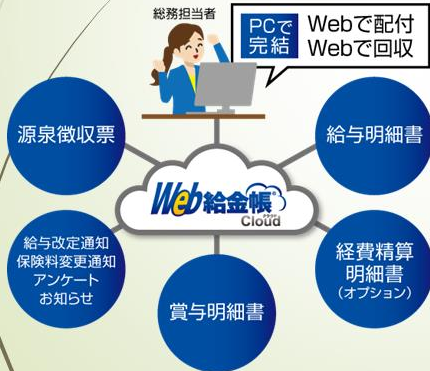 総務担当者
PCで
完結
Webで配付
Webで回収
源泉徴収票
給与明細書
Web給金帳®
クラウド
Cloud
給与改定通知
保険料変更通知
アンケート
お知らせ
経費精算
明細書
（オプション）
賞与明細書